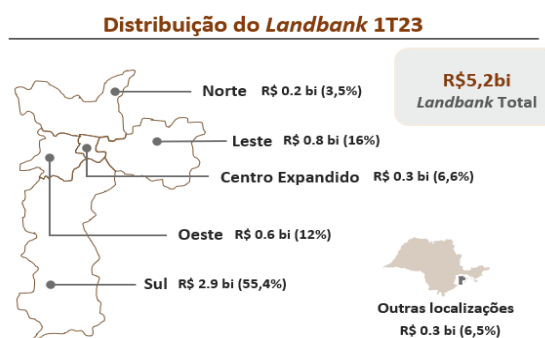 Distribuição do Landbank 1T23
R$5,2bi
Landbank Total
Norte R$ 0.2 bi (3,5%)
Leste R$ 0.8 bi (16%)
Centro Expandido R$ 0.3 bi (6,6%)
Oeste R$ 0.6 bi (12%)
Sul R$ 2.9 bi (55,4%)
Outras localizações
R$ 0.3 bi (6,5%)